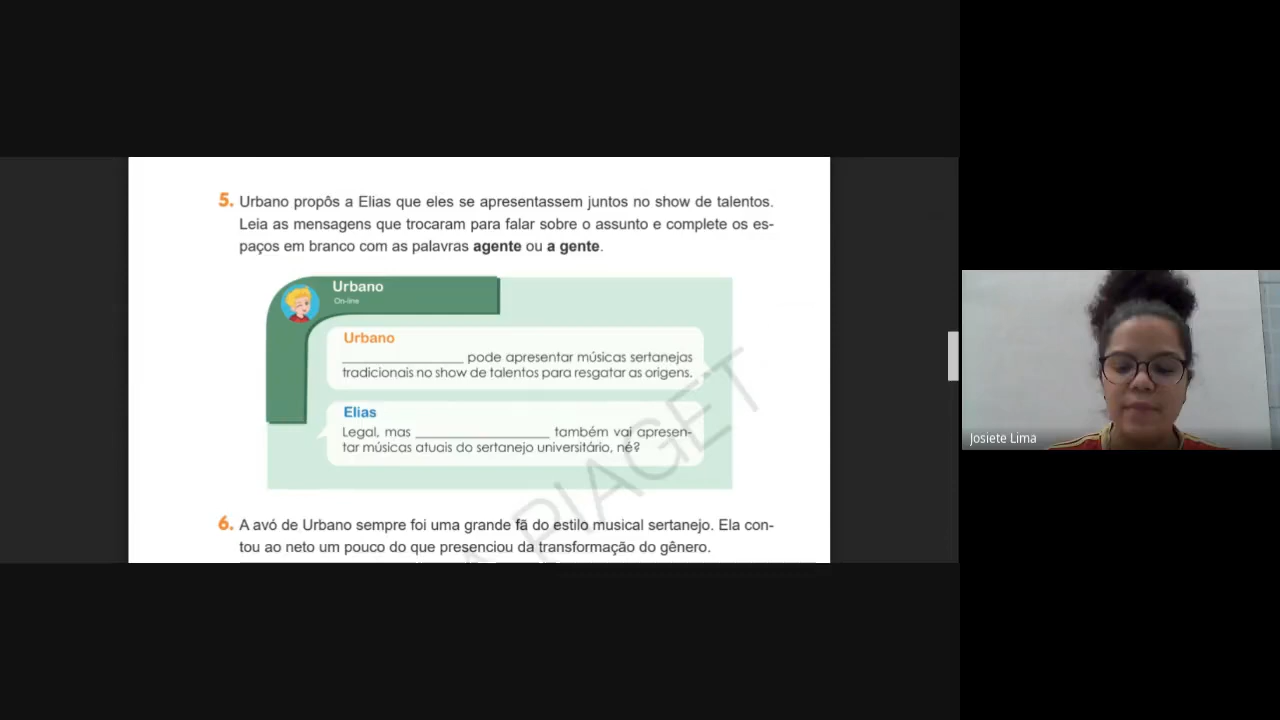 5. Urbano propôs a Elias que eles se apresentassem juntos no show de talentos.
Leia as mensagens que trocaram para falar sobre o assunto e complete os es-
paços em branco com as palavras agente ou a gente.
Urbano
On-line
Urbano
____________________ pode apresentar músicas sertanejas
tradicionais no show de talentos para resgatar as origens.
Elias
Legal, mas ______________________ também vai apresen-
tar músicas atuais do sertanejo universitário, né?
6. A avó de Urbano sempre foi uma grande fã do estilo musical sertanejo. Ela con-
tou ao neto um pouco do que presenciou da transformação do gênero.
PIAGET
Josiete Lima